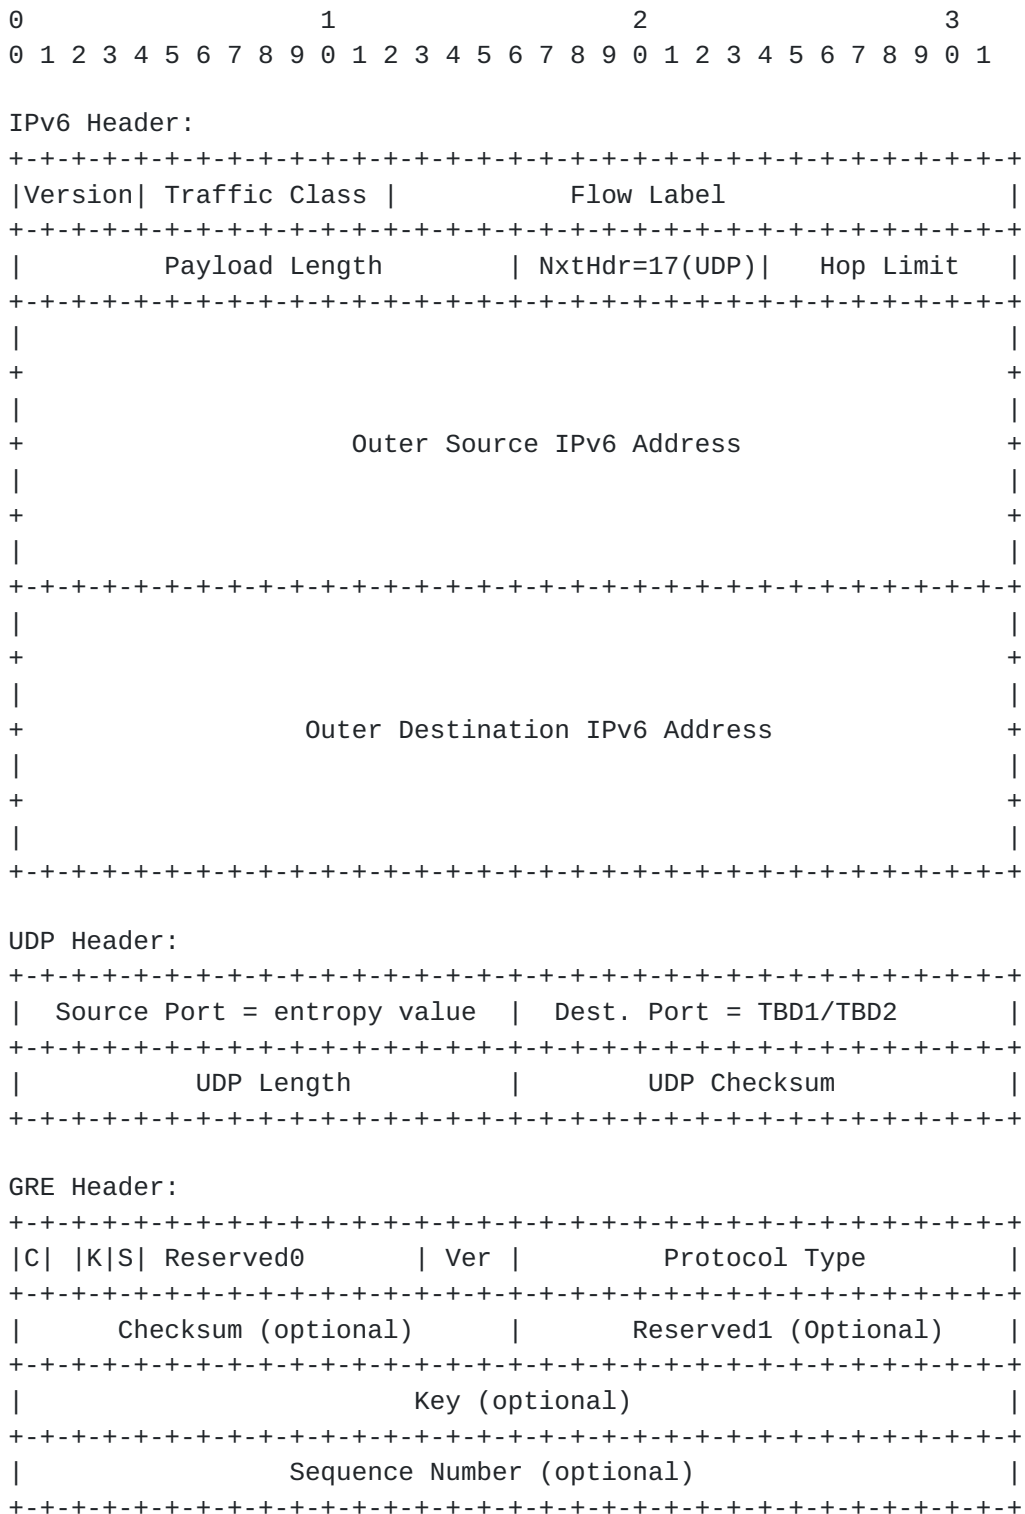 0                   1                   2                   3
0 1 2 3 4 5 6 7 8 9 0 1 2 3 4 5 6 7 8 9 0 1 2 3 4 5 6 7 8 9 0 1

IPv6 Header:
+-+-+-+-+-+-+-+-+-+-+-+-+-+-+-+-+-+-+-+-+-+-+-+-+-+-+-+-+-+-+-+-+
|Version| Traffic Class |           Flow Label                  |
+-+-+-+-+-+-+-+-+-+-+-+-+-+-+-+-+-+-+-+-+-+-+-+-+-+-+-+-+-+-+-+-+
|         Payload Length        | NxtHdr=17(UDP)|   Hop Limit   |
+-+-+-+-+-+-+-+-+-+-+-+-+-+-+-+-+-+-+-+-+-+-+-+-+-+-+-+-+-+-+-+-+
|                                                               |
+                                                               +
|                                                               |
+                     Outer Source IPv6 Address                 +
|                                                               |
+                                                               +
|                                                               |
+-+-+-+-+-+-+-+-+-+-+-+-+-+-+-+-+-+-+-+-+-+-+-+-+-+-+-+-+-+-+-+-+
|                                                               |
+                                                               +
|                                                               |
+                  Outer Destination IPv6 Address               +
|                                                               |
+                                                               +
|                                                               |
+-+-+-+-+-+-+-+-+-+-+-+-+-+-+-+-+-+-+-+-+-+-+-+-+-+-+-+-+-+-+-+-+

UDP Header:
+-+-+-+-+-+-+-+-+-+-+-+-+-+-+-+-+-+-+-+-+-+-+-+-+-+-+-+-+-+-+-+-+
|  Source Port = entropy value  |  Dest. Port = TBD1/TBD2       |
+-+-+-+-+-+-+-+-+-+-+-+-+-+-+-+-+-+-+-+-+-+-+-+-+-+-+-+-+-+-+-+-+
|           UDP Length          |        UDP Checksum           |
+-+-+-+-+-+-+-+-+-+-+-+-+-+-+-+-+-+-+-+-+-+-+-+-+-+-+-+-+-+-+-+-+

GRE Header:
+-+-+-+-+-+-+-+-+-+-+-+-+-+-+-+-+-+-+-+-+-+-+-+-+-+-+-+-+-+-+-+-+
|C| |K|S| Reserved0       | Ver |         Protocol Type         |
+-+-+-+-+-+-+-+-+-+-+-+-+-+-+-+-+-+-+-+-+-+-+-+-+-+-+-+-+-+-+-+-+
|      Checksum (optional)      |       Reserved1 (Optional)    |
+-+-+-+-+-+-+-+-+-+-+-+-+-+-+-+-+-+-+-+-+-+-+-+-+-+-+-+-+-+-+-+-+
|                         Key (optional)                        |
+-+-+-+-+-+-+-+-+-+-+-+-+-+-+-+-+-+-+-+-+-+-+-+-+-+-+-+-+-+-+-+-+
|                 Sequence Number (optional)                    |
+-+-+-+-+-+-+-+-+-+-+-+-+-+-+-+-+-+-+-+-+-+-+-+-+-+-+-+-+-+-+-+-+